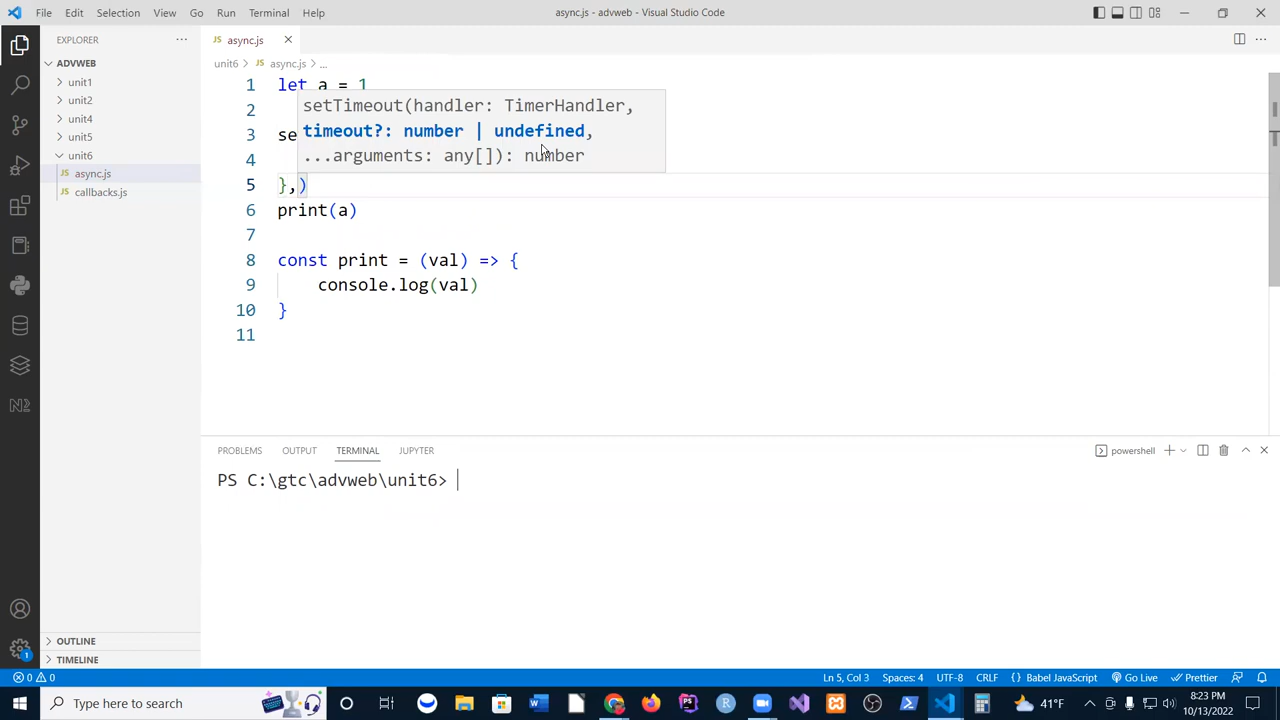 File Edit Selection View Go Run Terminal Help async.js - advweb - Visual Studio Code
EXPLORER ··· JS async.js
ADVWEB
unit6 > JS async.js > ...
unit1
unit2
unit4
unit5
unit6
async.js
callbacks.js
1 let a = 1
2
3 se
4
5 },)
6 print(a)
7
8 const print = (val) => {
9 console.log(val)
10 }
11
setTimeout(handler: TimerHandler,
timeout?: number | undefined,
...arguments: any[]): number
PROBLEMS OUTPUT TERMINAL JUPYTER powershell
PS C:\gtc\advweb\unit6>
OUTLINE
TIMELINE
0 0 Ln 5, Col 3 Spaces: 4 UTF-8 CRLF {} Babel JavaScript Go Live Prettier
Type here to search 41°F 8:23 PM
10/13/2022